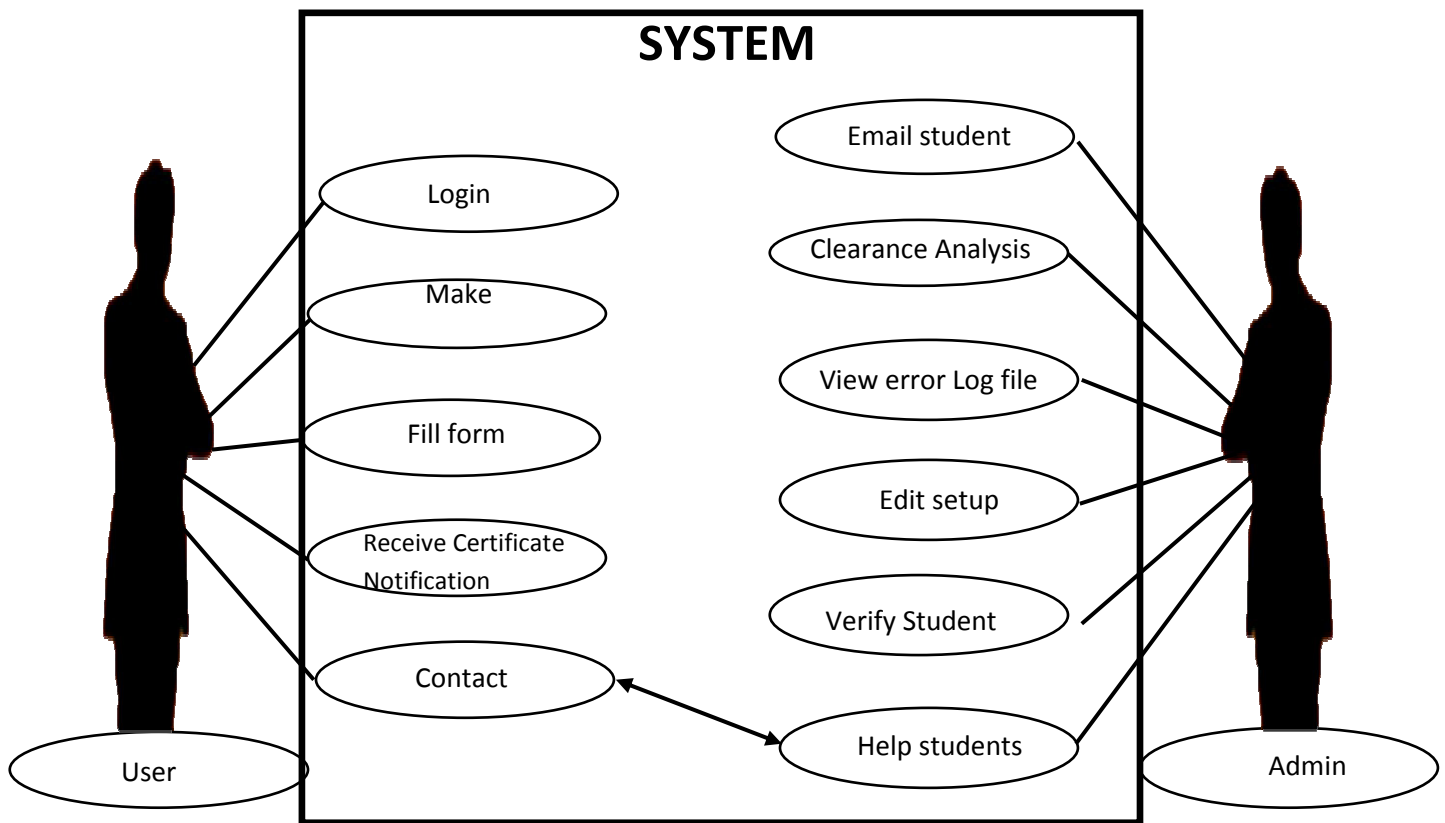 SYSTEM
Login
Make
Fill form
Receive Certificate
Notification
Contact
User
Email student
Clearance Analysis
View error Log file
Edit setup
Verify Student
Help students
Admin